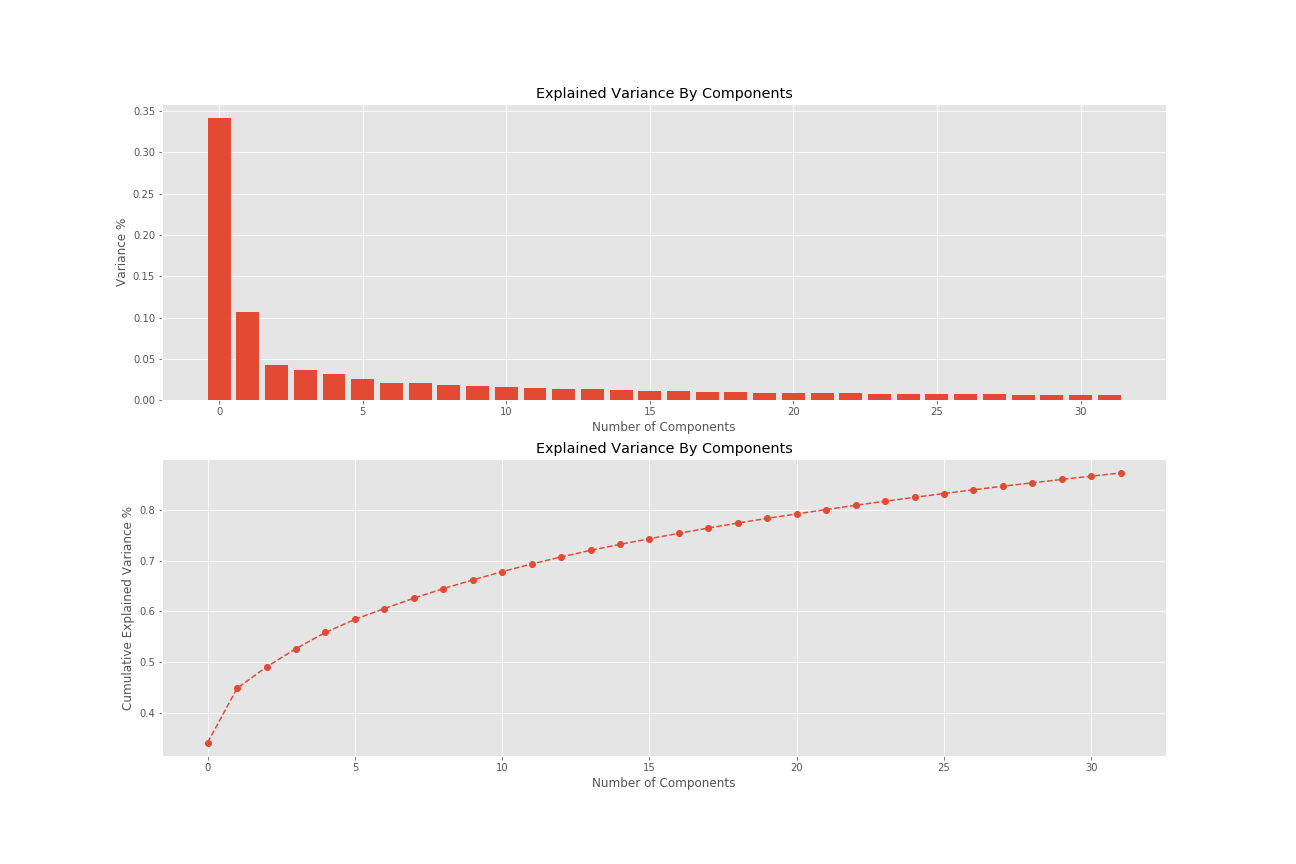 Explained Variance By Components
0.35
0.30
0.25
0.20
0.15
0.10
0.05
0.00
Variance %
0 5 10 15 20 25 30
Number of Components
Explained Variance By Components
0.8
0.7
0.6
0.5
0.4
Cumulative Explained Variance %
0 5 10 15 20 25 30
Number of Components